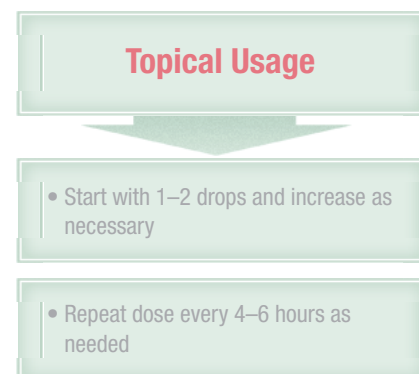 Topical Usage
• Start with 1–2 drops and increase as
necessary
• Repeat dose every 4–6 hours as
needed